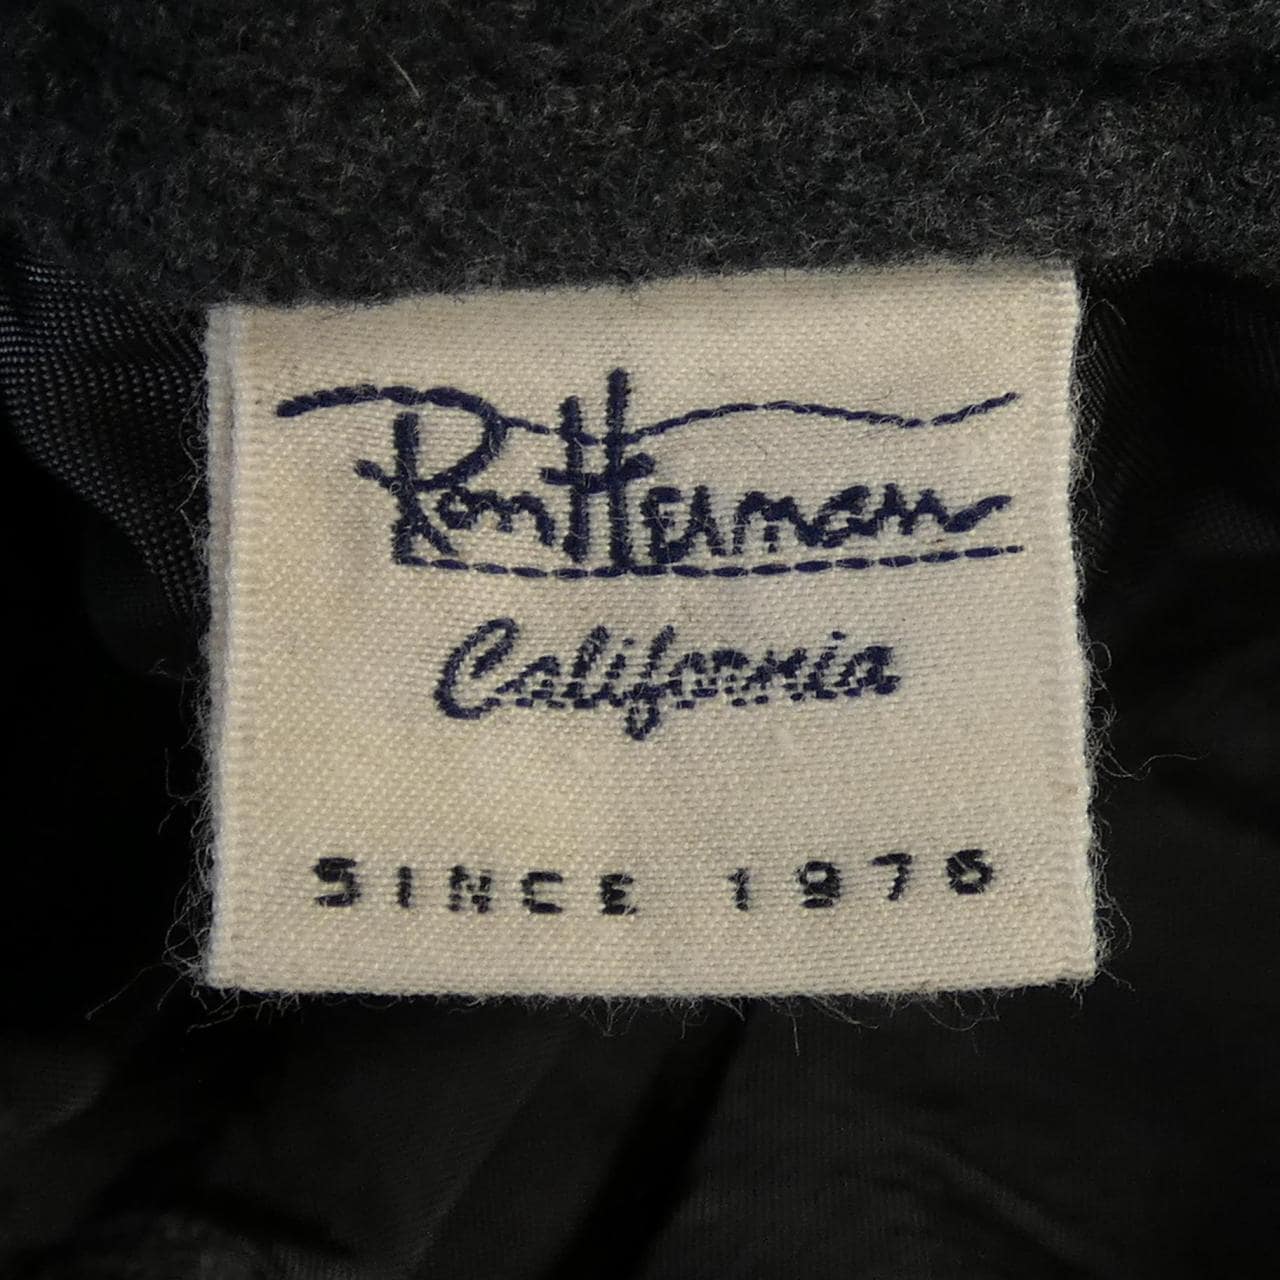 Ron Herman
California
SINCE 1976